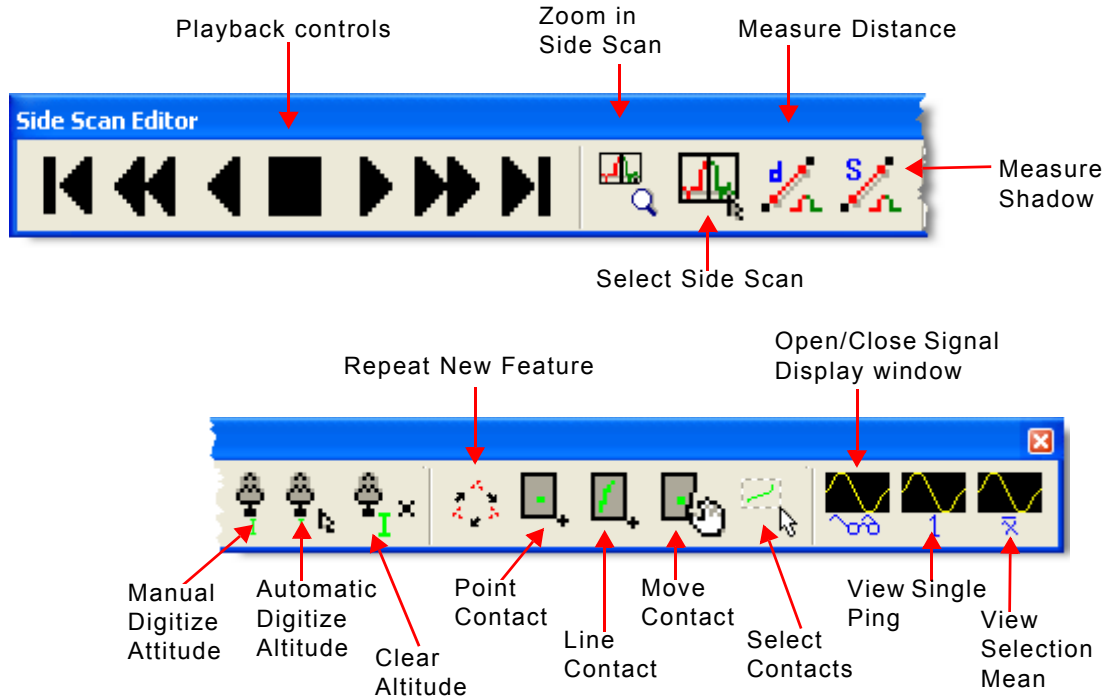 Playback controls
Zoom in
Side Scan
Measure Distance
Side Scan Editor
d
S
Measure
Shadow
Select Side Scan
Open/Close Signal
Display window
Repeat New Feature
1
x̅
Manual
Digitize
Attitude
Automatic
Digitize
Altitude
Clear
Altitude
Point
Contact
Line
Contact
Move
Contact
Select
Contacts
View Single
Ping
View
Selection
Mean